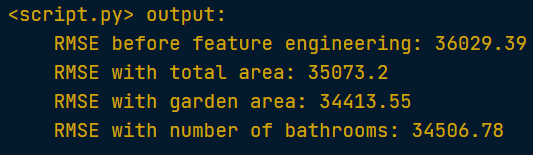 <script.py> output:
RMSE before feature engineering: 36029.39
RMSE with total area: 35073.2
RMSE with garden area: 34413.55
RMSE with number of bathrooms: 34506.78